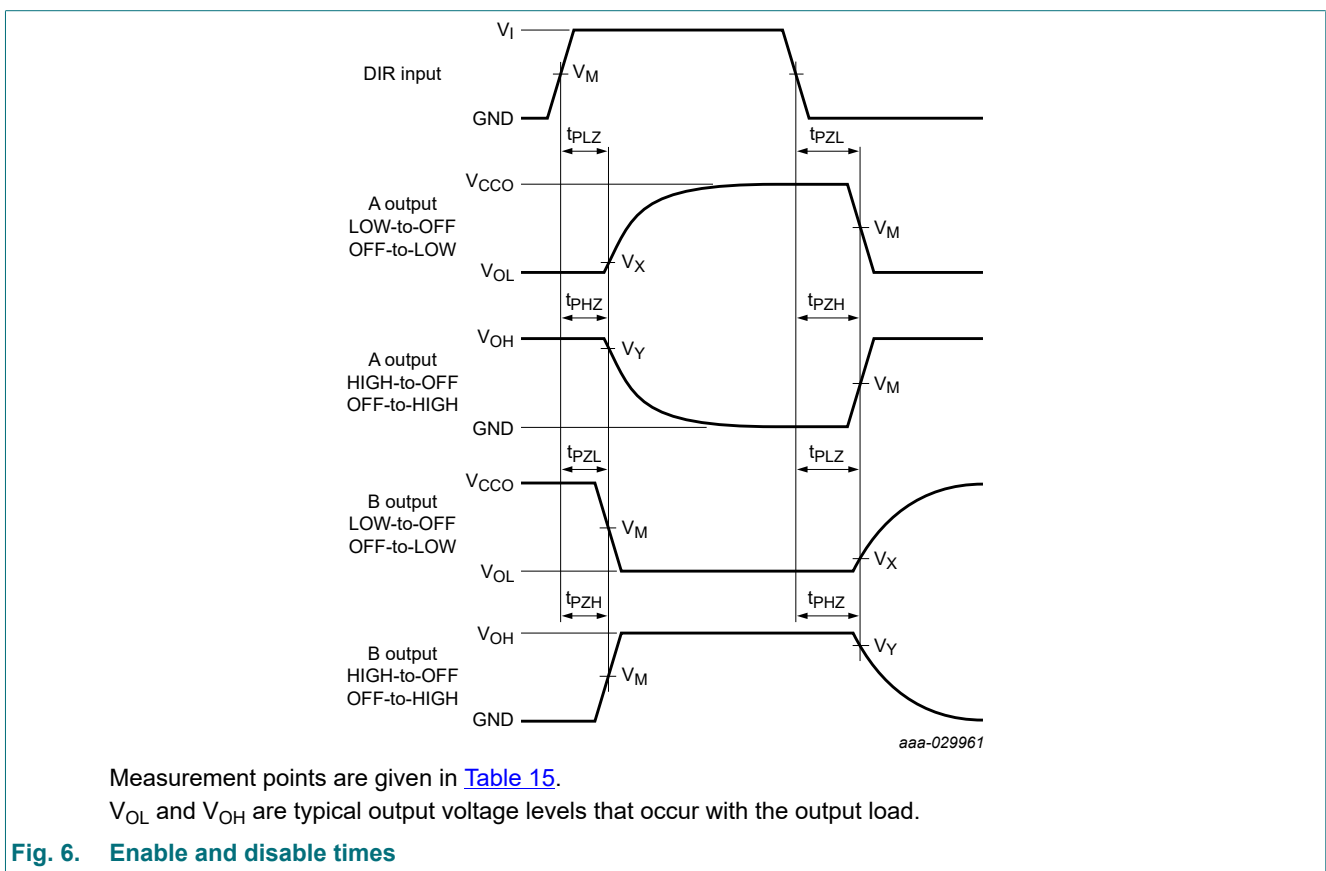 V_I
DIR input
V_M
GND
t_PLZ
t_PZL
V_CCO
A output
LOW-to-OFF
OFF-to-LOW
V_M
V_X
V_OL
t_PHZ
t_PZH
V_OH
V_Y
A output
HIGH-to-OFF
OFF-to-HIGH
V_M
GND
t_PZL
t_PLZ
V_CCO
B output
LOW-to-OFF
OFF-to-LOW
V_M
V_X
V_OL
t_PZH
t_PHZ
V_OH
V_Y
B output
HIGH-to-OFF
OFF-to-HIGH
V_M
GND
aaa-029961
Measurement points are given in Table 15.
V_OL and V_OH are typical output voltage levels that occur with the output load.
Fig. 6. Enable and disable times